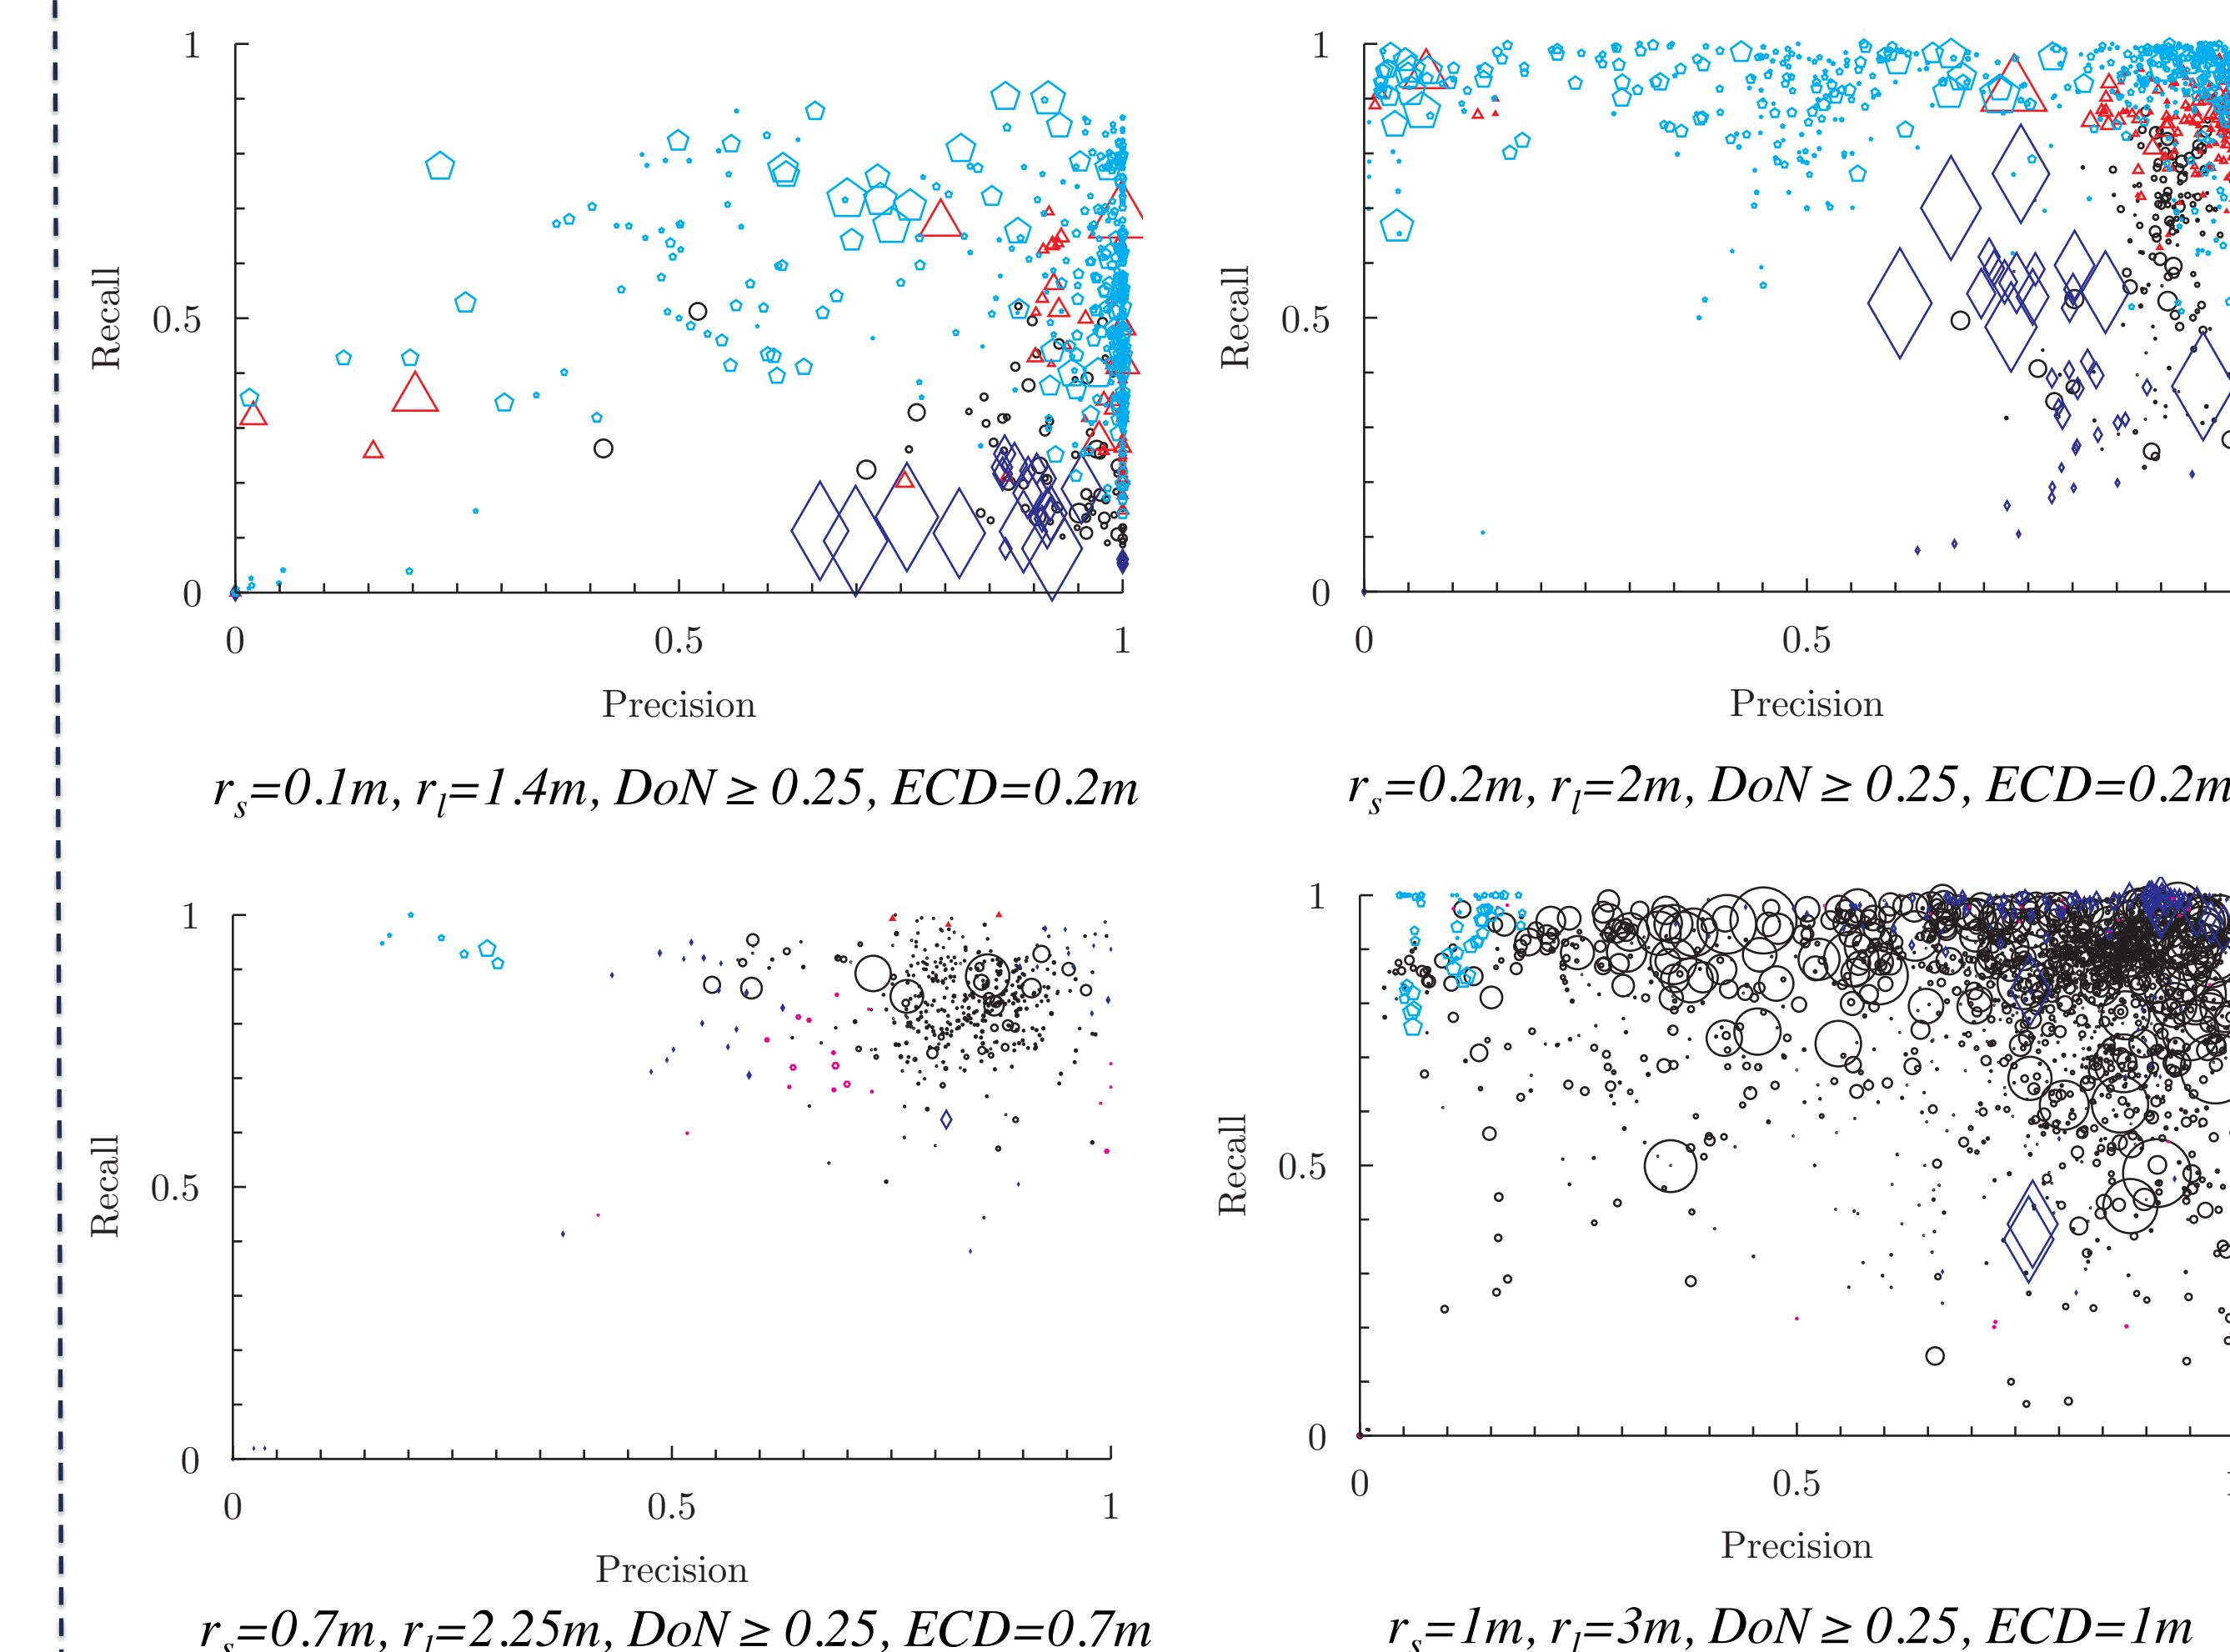 1
0.5
0
Recall
0
0.5
1
Precision
r_s=0.1m, r_l=1.4m, DoN ≥ 0.25, ECD=0.2m
1
0.5
0
Recall
0
0.5
Precision
r_s=0.2m, r_l=2m, DoN ≥ 0.25, ECD=0.2m
1
0.5
0
Recall
0
0.5
1
Precision
r_s=0.7m, r_l=2.25m, DoN ≥ 0.25, ECD=0.7m
1
0.5
0
Recall
0
0.5
Precision
r_s=1m, r_l=3m, DoN ≥ 0.25, ECD=1m